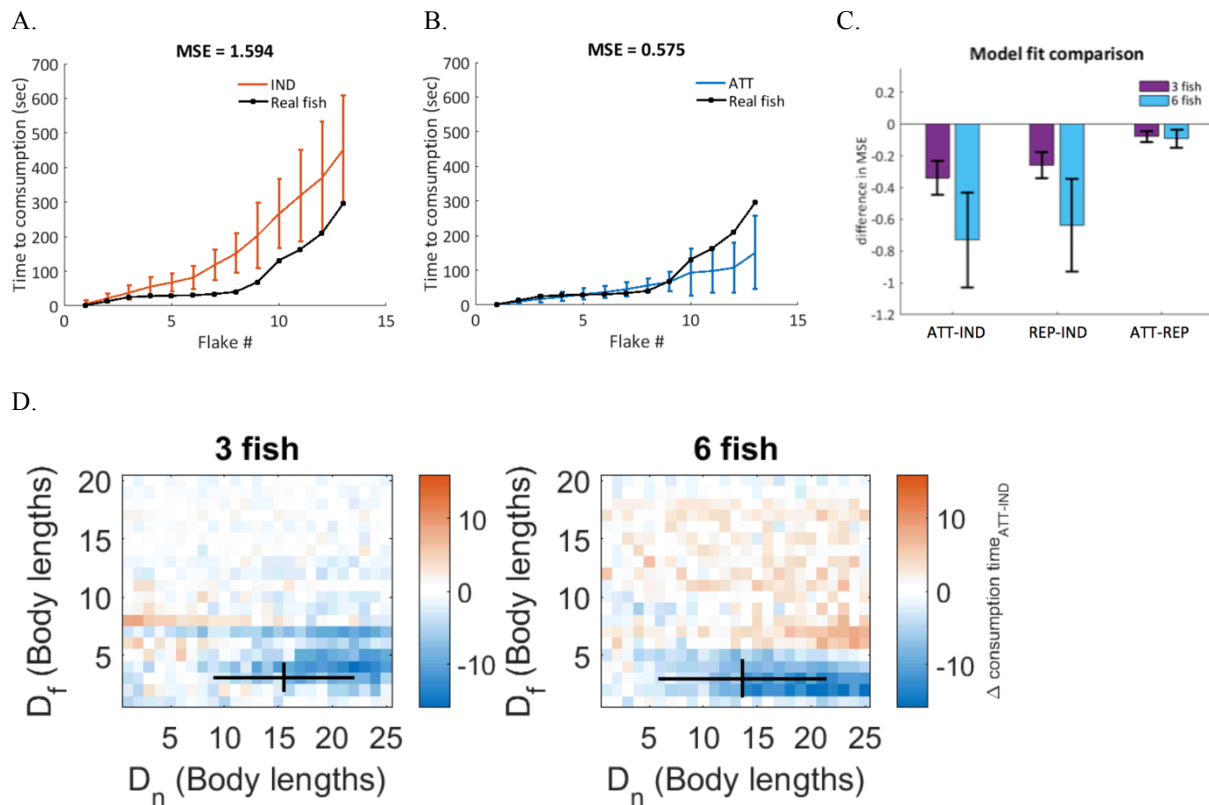 A.
MSE = 1.594
Time to comsumption (sec)
700
600
500
400
300
200
100
0
0
5
10
15
Flake #
IND
Real fish
B.
MSE = 0.575
Time to comsumption (sec)
700
600
500
400
300
200
100
0
0
5
10
15
Flake #
ATT
Real fish
C.
Model fit comparison
3 fish
6 fish
difference in MSE
0.2
0
-0.2
-0.4
-0.6
-0.8
-1
-1.2
ATT-IND
REP-IND
ATT-REP
D.
3 fish
D_f (Body lengths)
20
15
10
5
5
10
15
20
25
D_n (Body lengths)
10
0
-10
6 fish
D_f (Body lengths)
20
15
10
5
5
10
15
20
25
D_n (Body lengths)
10
0
-10
Δ consumption time_ATT-IND